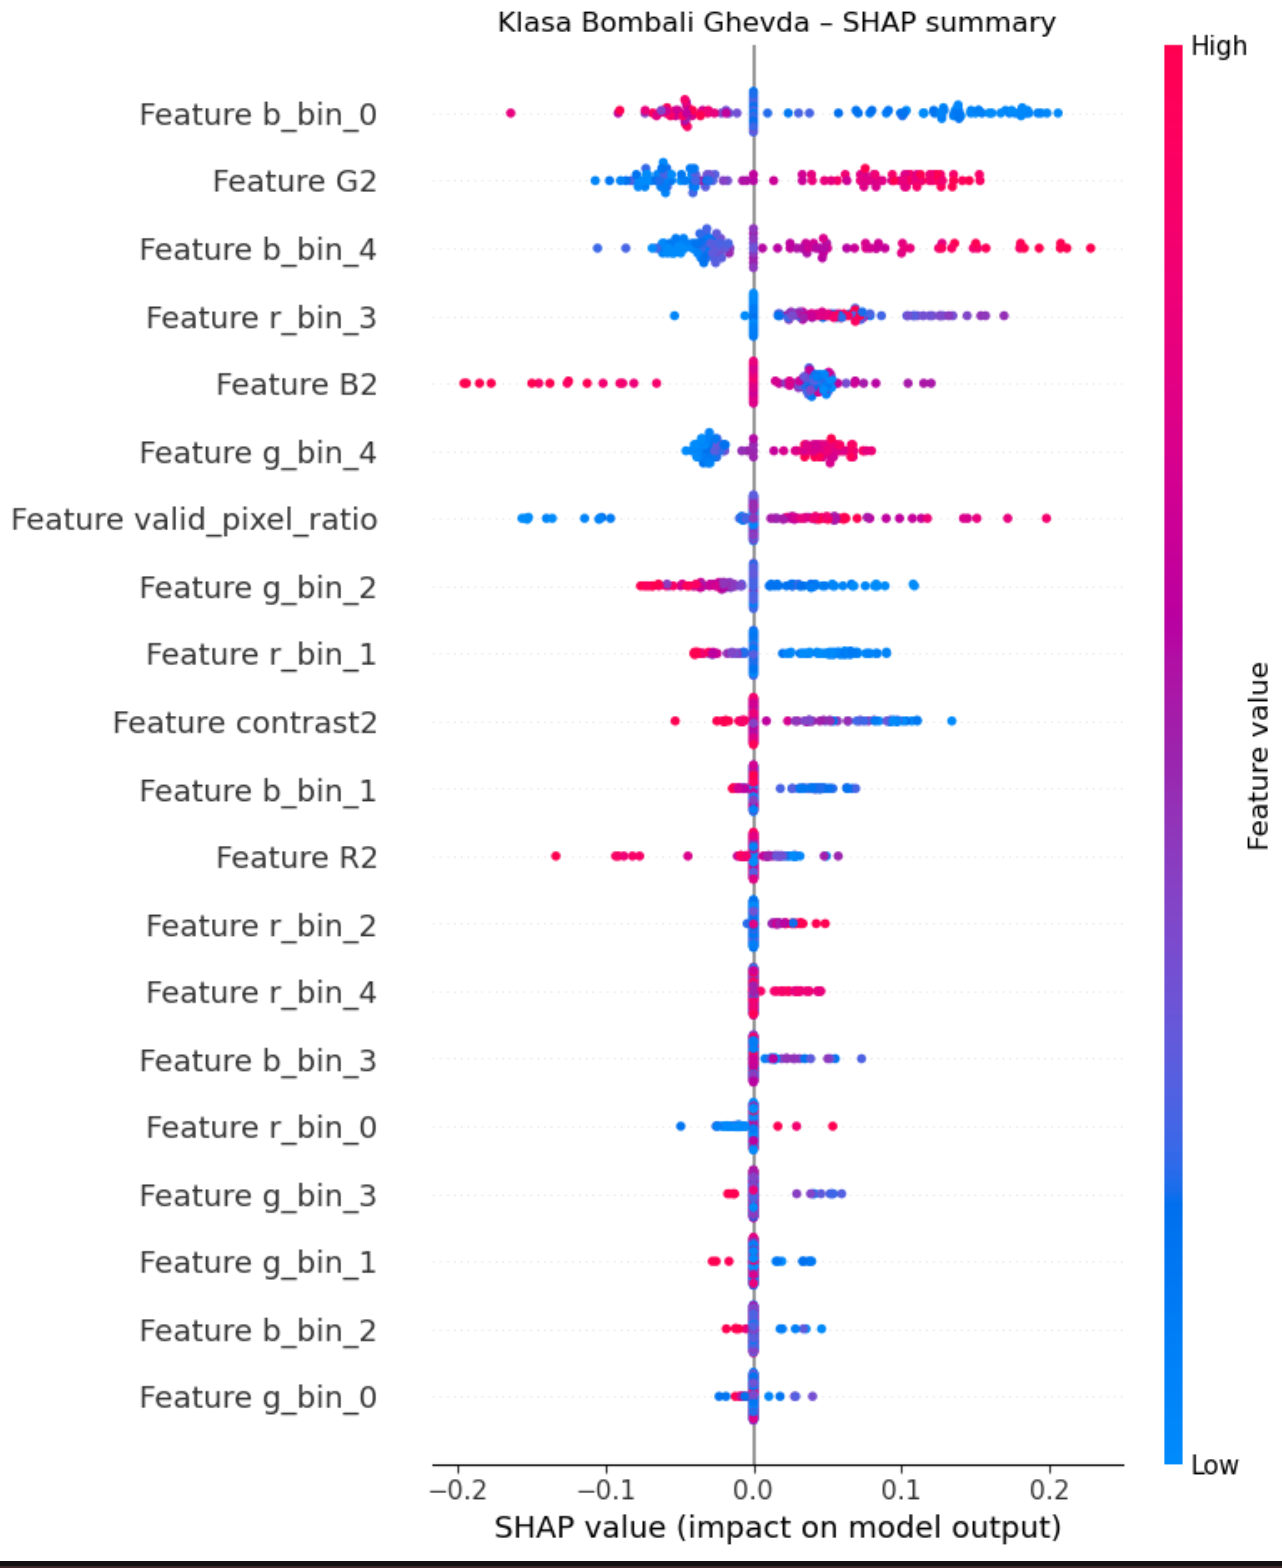 Klasa Bombali Ghevda – SHAP summary
High
Feature b_bin_0
Feature G2
Feature b_bin_4
Feature r_bin_3
Feature B2
Feature g_bin_4
Feature valid_pixel_ratio
Feature g_bin_2
Feature r_bin_1
Feature contrast2
Feature b_bin_1
Feature R2
Feature r_bin_2
Feature r_bin_4
Feature b_bin_3
Feature r_bin_0
Feature g_bin_3
Feature g_bin_1
Feature b_bin_2
Feature g_bin_0
Feature value
Low
−0.2 −0.1 0.0 0.1 0.2
SHAP value (impact on model output)